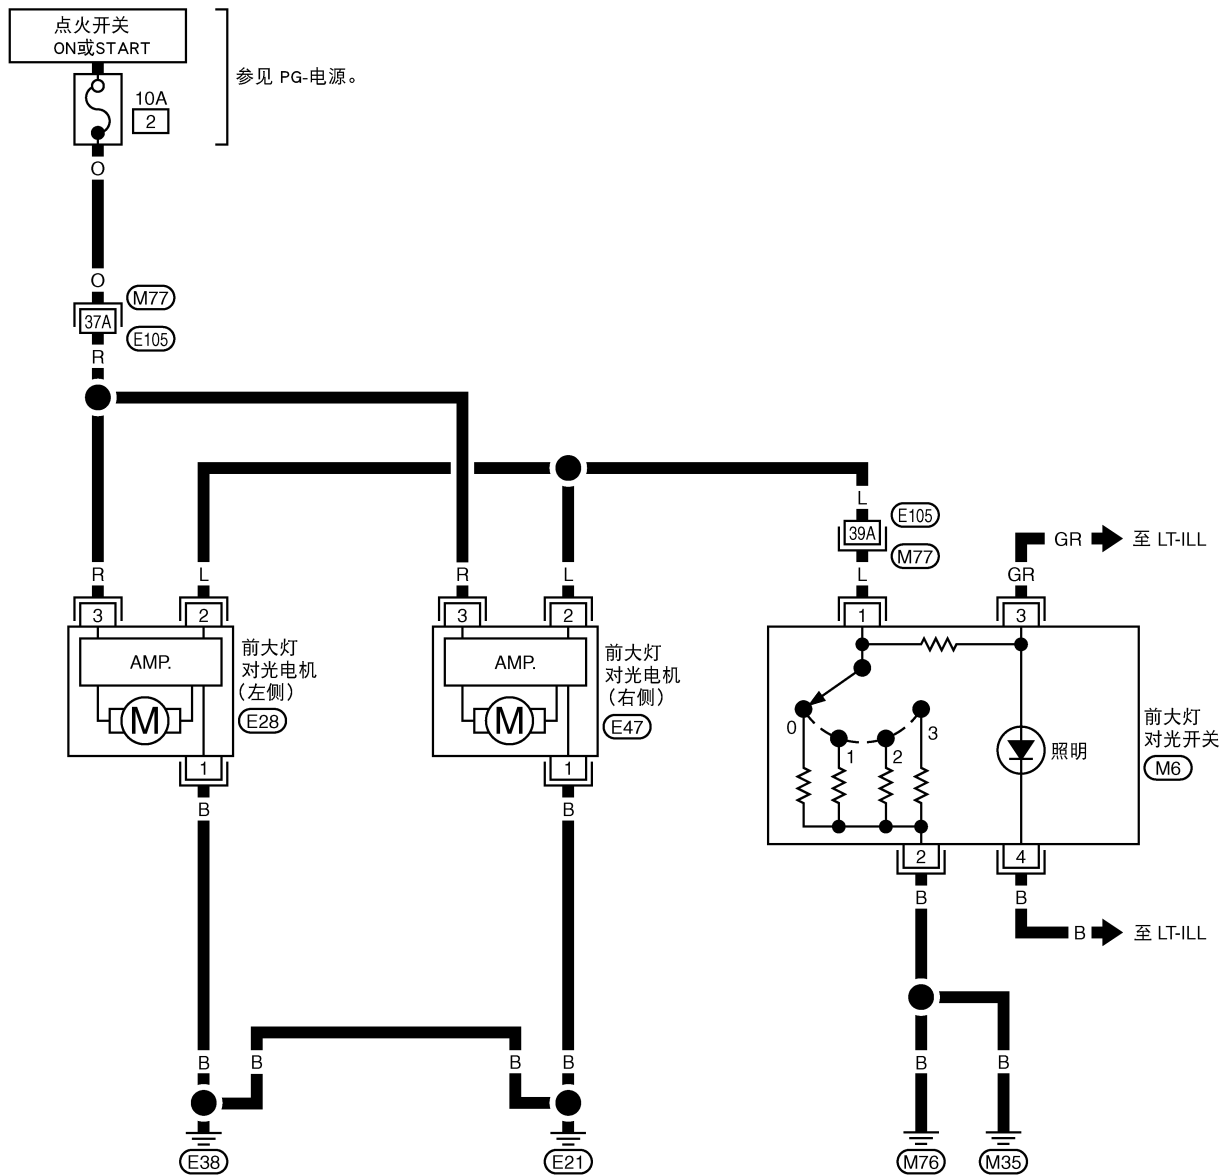 点火开关
ON或START
参见 PG-电源。
10A
2
O
O
M77
37A
E105
R
L
E105
39A
M77
L
GR
至 LT-ILL
GR
R
L
R
L
3
2
3
2
1
3
AMP.
前大灯
对光电机
(左侧)
E28
M
AMP.
前大灯
对光电机
(右侧)
E47
M
0
1
2
3
照明
前大灯
对光开关
M6
1
1
2
4
B
B
B
B
B
至 LT-ILL
B
B
B
B
B
B
E38
E21
M76
M35